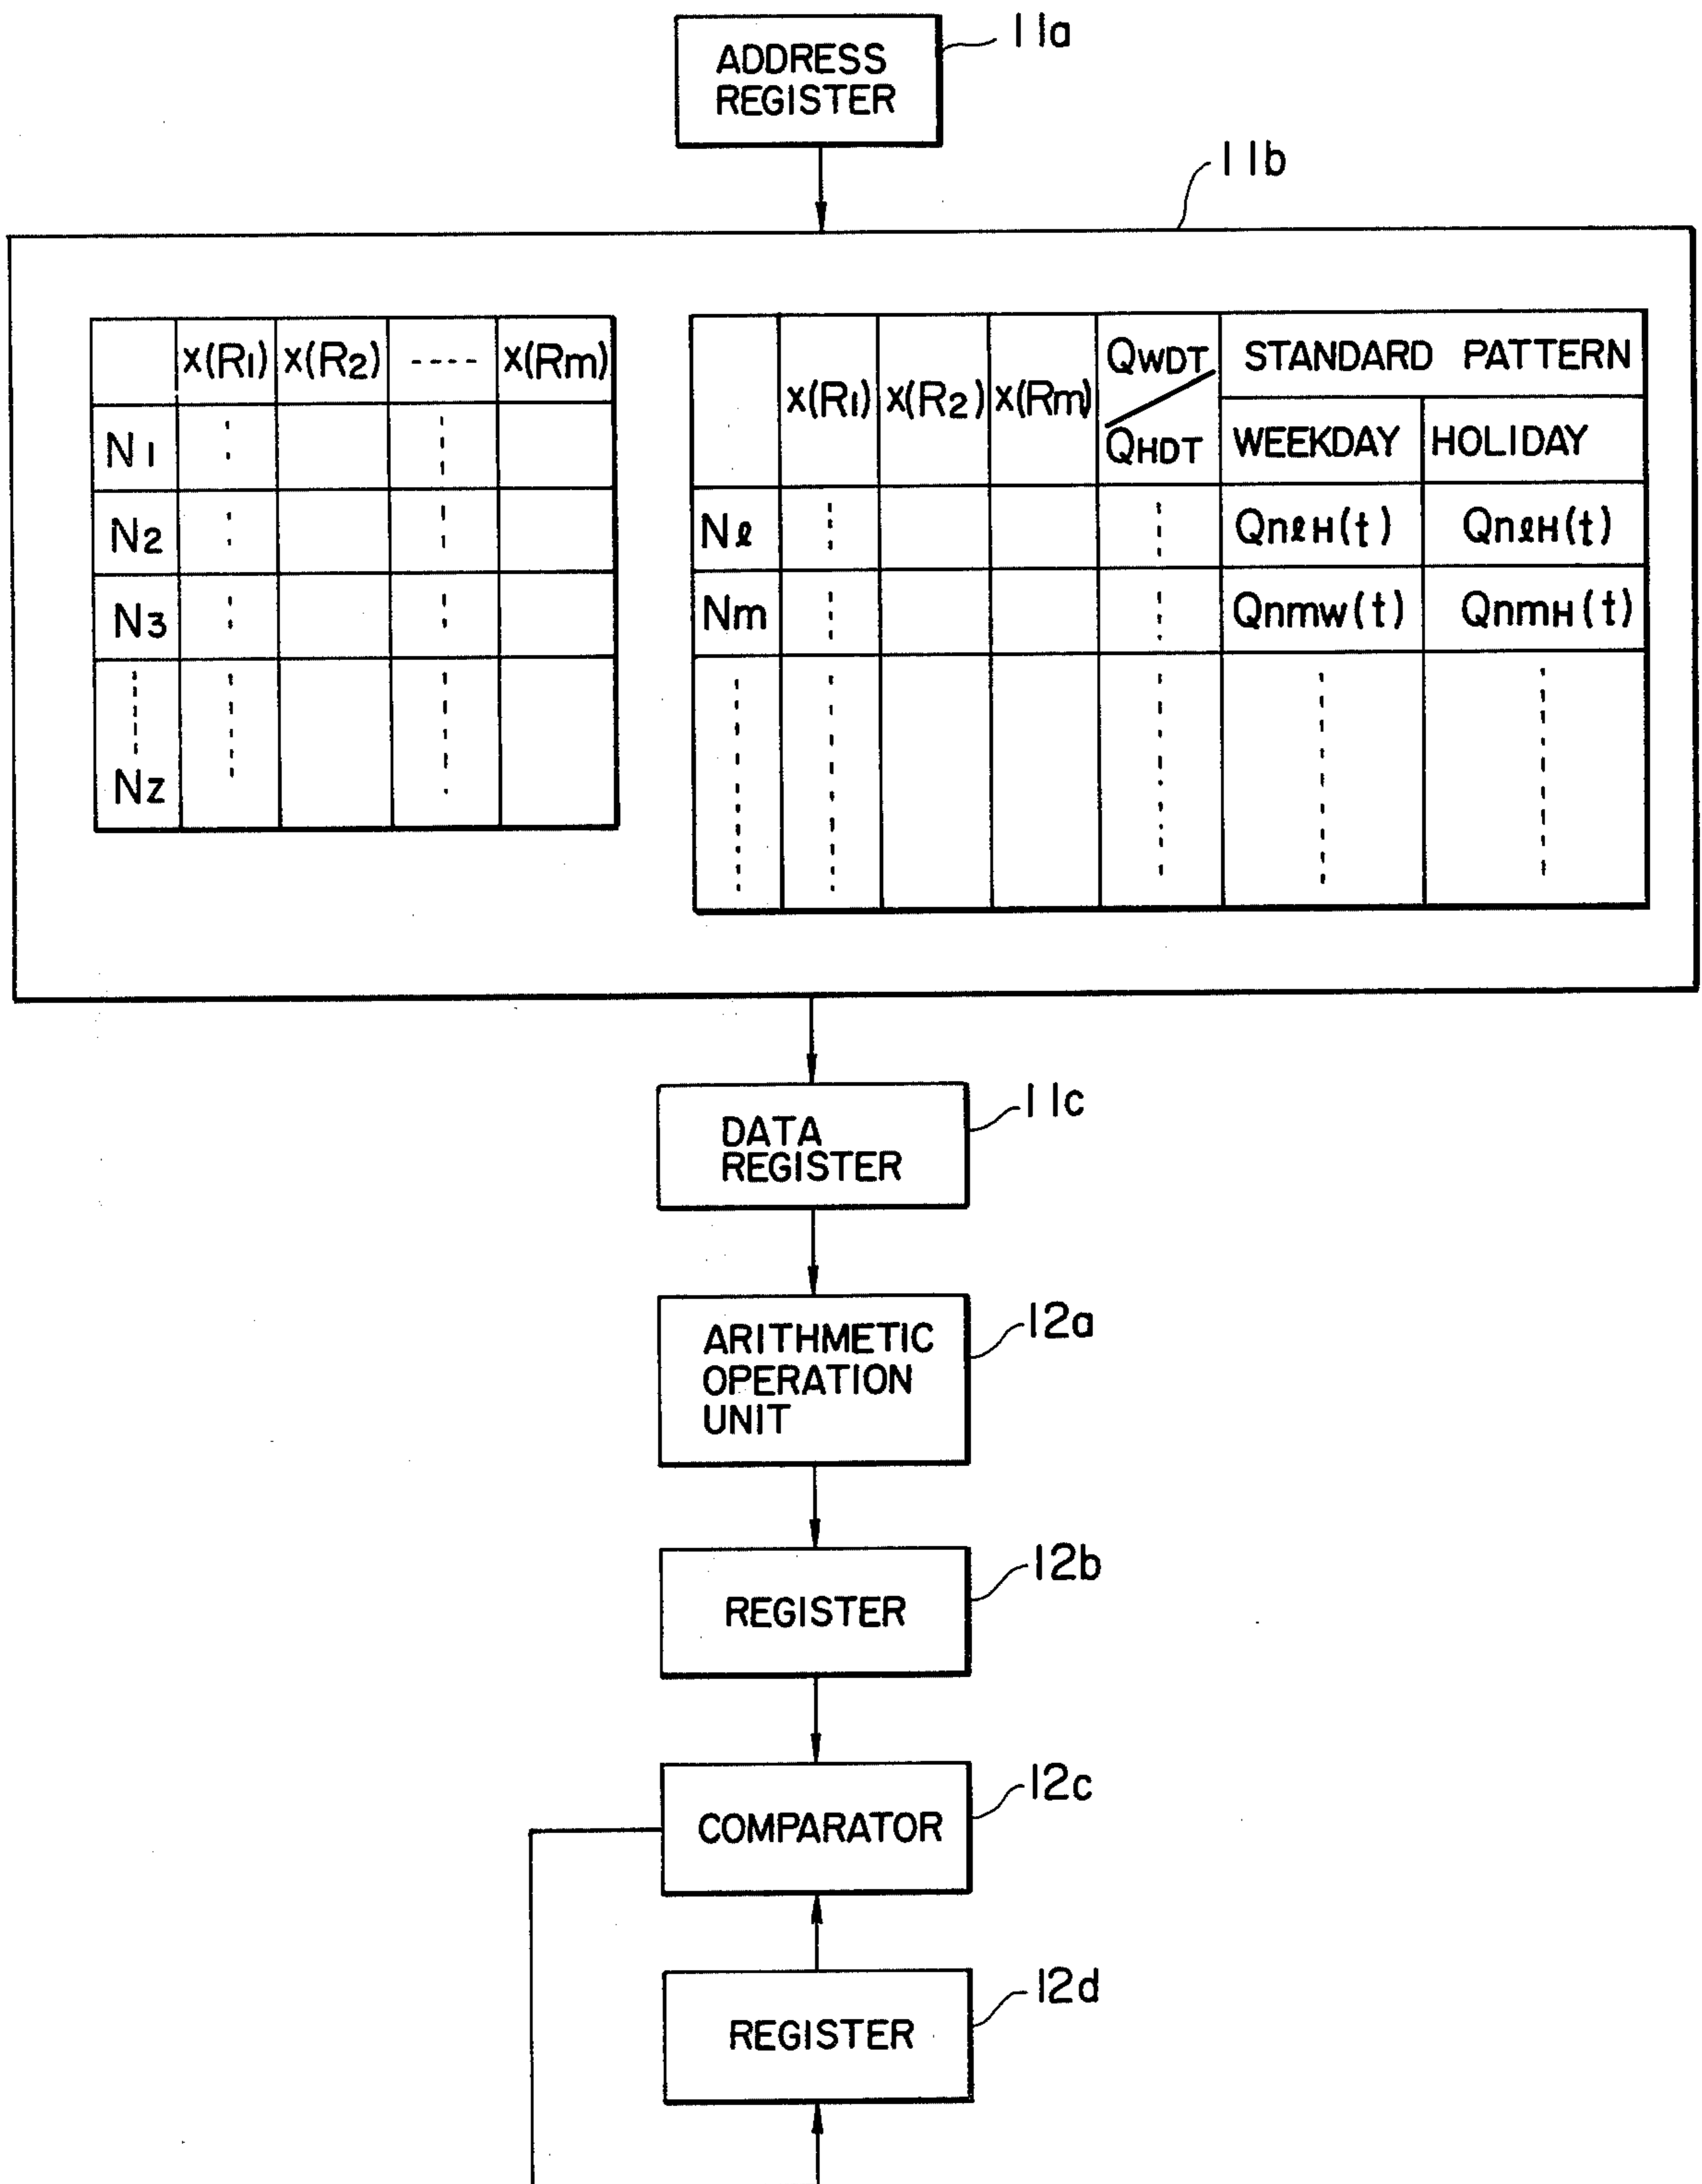 ADDRESS
REGISTER
11a
11b
x(R1) x(R2) ---- x(Rm)
N1
N2
N3
Nz
x(R1) x(R2) x(Rm) QWDT / QHDT STANDARD PATTERN
WEEKDAY HOLIDAY
Nℓ QnℓH(t) QnℓH(t)
Nm Qnmw(t) QnmH(t)
DATA
REGISTER
11c
ARITHMETIC
OPERATION
UNIT
12a
REGISTER
12b
COMPARATOR
12c
REGISTER
12d